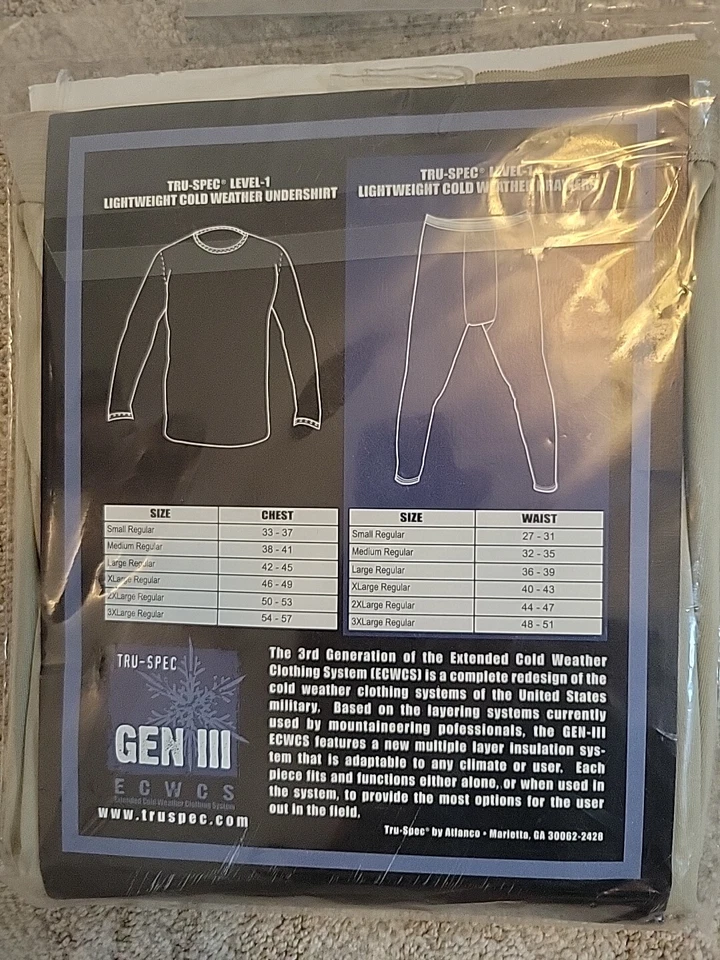 TRU-SPEC® LEVEL-1
LIGHTWEIGHT COLD WEATHER UNDERSHIRT
TRU-SPEC® LEVEL-1
LIGHTWEIGHT COLD WEATHER DRAWERS
SIZE CHEST
Small Regular 33 - 37
Medium Regular 38 - 41
Large Regular 42 - 45
XLarge Regular 46 - 49
2XLarge Regular 50 - 53
3XLarge Regular 54 - 57
SIZE WAIST
Small Regular 27 - 31
Medium Regular 32 - 35
Large Regular 36 - 39
XLarge Regular 40 - 43
2XLarge Regular 44 - 47
3XLarge Regular 48 - 51
TRU-SPEC
GEN III
ECWCS
Extended Cold Weather Clothing System
www.truspec.com
The 3rd Generation of the Extended Cold Weather
Clothing System (ECWCS) is a complete redesign of the
cold weather clothing systems of the United States
military. Based on the layering systems currently
used by mountaineering pofessionals, the GEN-III
ECWCS features a new multiple layer insulation sys-
tem that is adaptable to any climate or user. Each
piece fits and functions either alone, or when used in
the system, to provide the most options for the user
out in the field.
Tru-Spec® by Atlanco • Marietta, GA 30062-2420